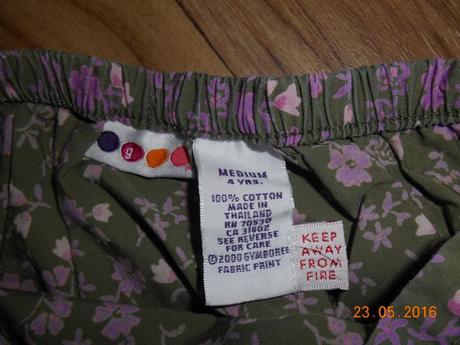 g
MEDIUM
4 YRS.
100% COTTON
MADE IN
THAILAND
RN 70539
CA 31802
SEE REVERSE
FOR CARE
©2000 GYMBOREE
FABRIC PRINT
KEEP
AWAY
FROM
FIRE
23.05.2016